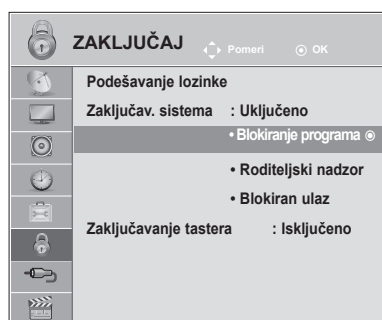 ZAKLJUČAJ Pomeri OK
Podešavanje lozinke
Zaključav. sistema : Uključeno
• Blokiranje programa
• Roditeljski nadzor
• Blokiran ulaz
Zaključavanje tastera : Isključeno